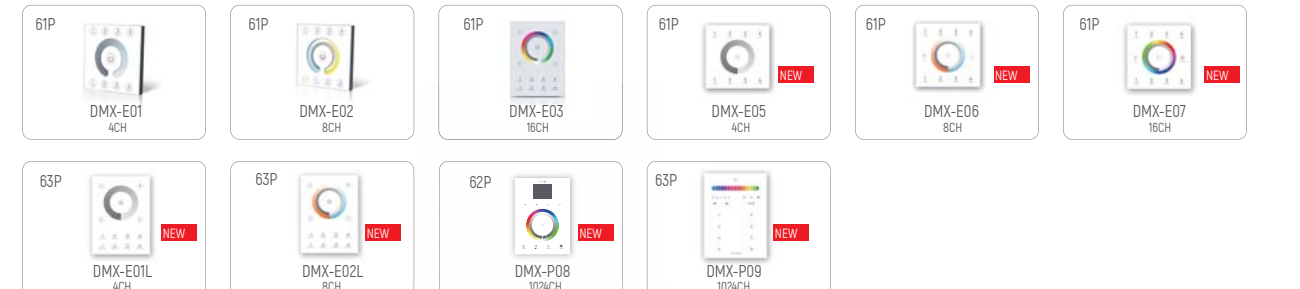 61P
DMX-E01
4CH
61P
DMX-E02
8CH
61P
DMX-E03
16CH
61P
NEW
DMX-E05
4CH
61P
NEW
DMX-E06
8CH
61P
NEW
DMX-E07
16CH
63P
NEW
DMX-E01L
4CH
63P
NEW
DMX-E02L
8CH
62P
NEW
DMX-P08
1024CH
63P
NEW
DMX-P09
1024CH